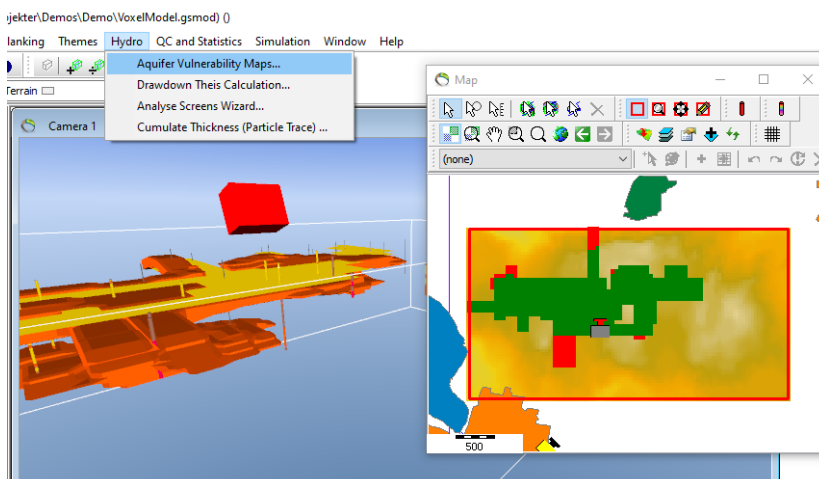 ojekter\Demos\Demo\VoxelModel.gsmod) ()
lanking Themes Hydro QC and Statistics Simulation Window Help
Aquifer Vulnerability Maps...
Drawdown Theis Calculation...
Analyse Screens Wizard...
Cumulate Thickness (Particle Trace) ...
Terrain
Camera 1
Map
(none)
500